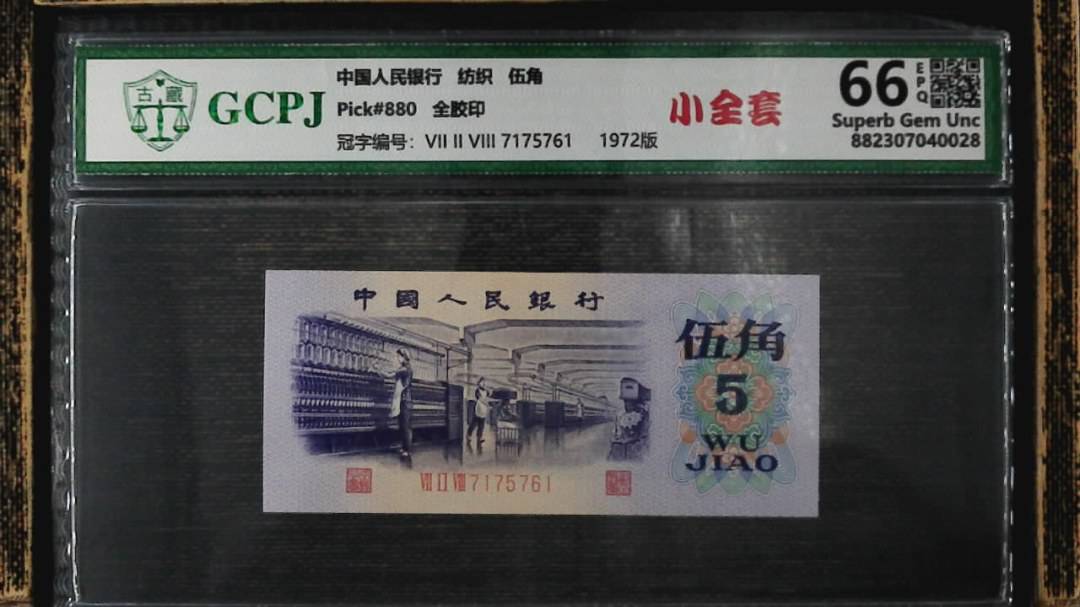 古藏
GCPJ
中国人民银行 纺织 伍角
Pick#880 全胶印
冠字编号: VII II VIII 7175761 1972版
小全套
66
EPQ
Superb Gem Unc
882307040028
中國人民銀行
伍角
5
WU
JIAO
VII II VIII 7175761